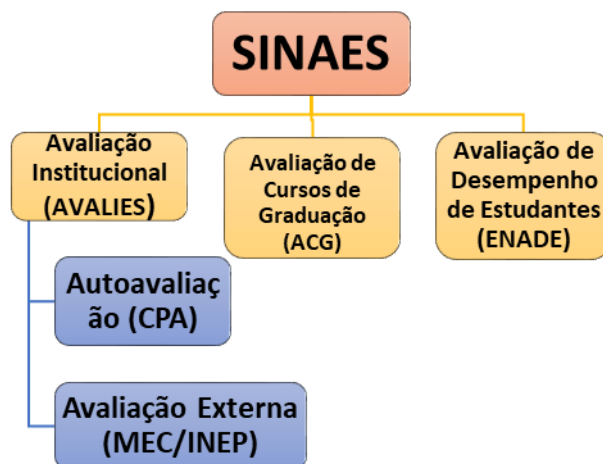 SINAES
Avaliação
Institucional
(AVALIES)
Avaliação de
Cursos de
Graduação
(ACG)
Avaliação de
Desempenho
de Estudantes
(ENADE)
Autoavaliaç
ão (CPA)
Avaliação Externa
(MEC/INEP)